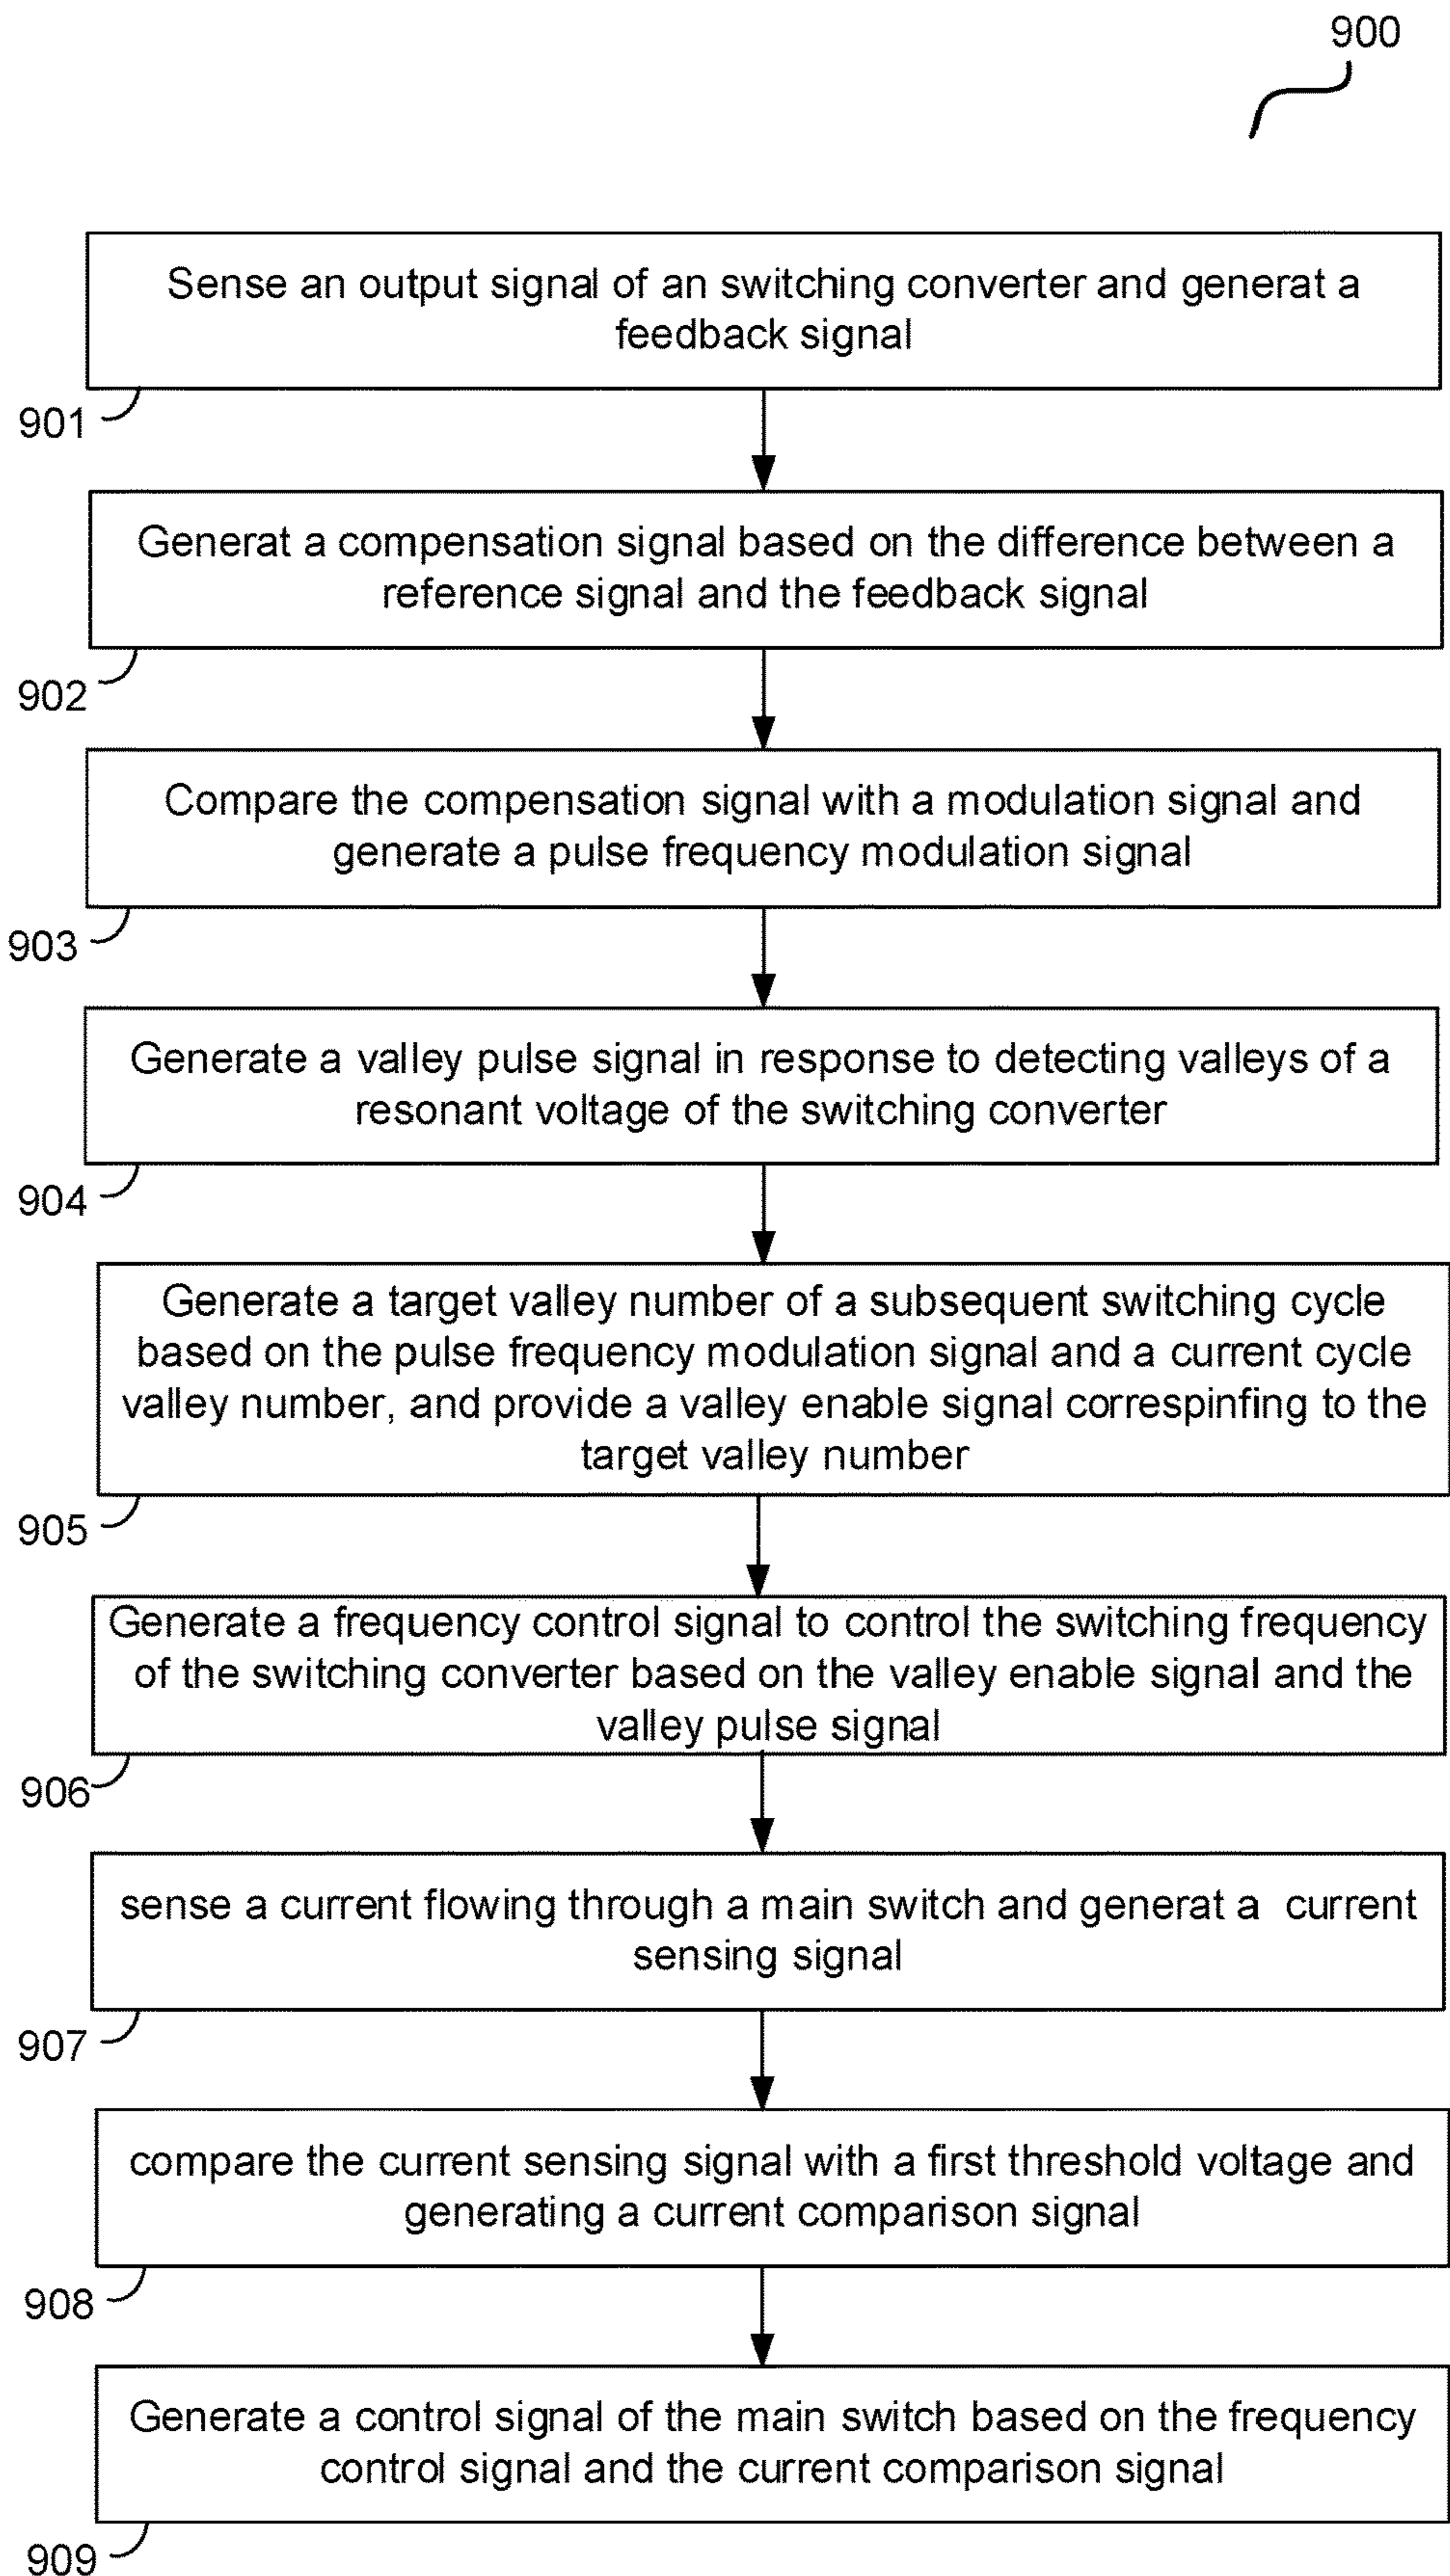 900
Sense an output signal of an switching converter and generat a
feedback signal
901
Generat a compensation signal based on the difference between a
reference signal and the feedback signal
902
Compare the compensation signal with a modulation signal and
generate a pulse frequency modulation signal
903
Generate a valley pulse signal in response to detecting valleys of a
resonant voltage of the switching converter
904
Generate a target valley number of a subsequent switching cycle
based on the pulse frequency modulation signal and a current cycle
valley number, and provide a valley enable signal correspinfing to the
target valley number
905
Generate a frequency control signal to control the switching frequency
of the switching converter based on the valley enable signal and the
valley pulse signal
906
sense a current flowing through a main switch and generat a current
sensing signal
907
compare the current sensing signal with a first threshold voltage and
generating a current comparison signal
908
Generate a control signal of the main switch based on the frequency
control signal and the current comparison signal
909